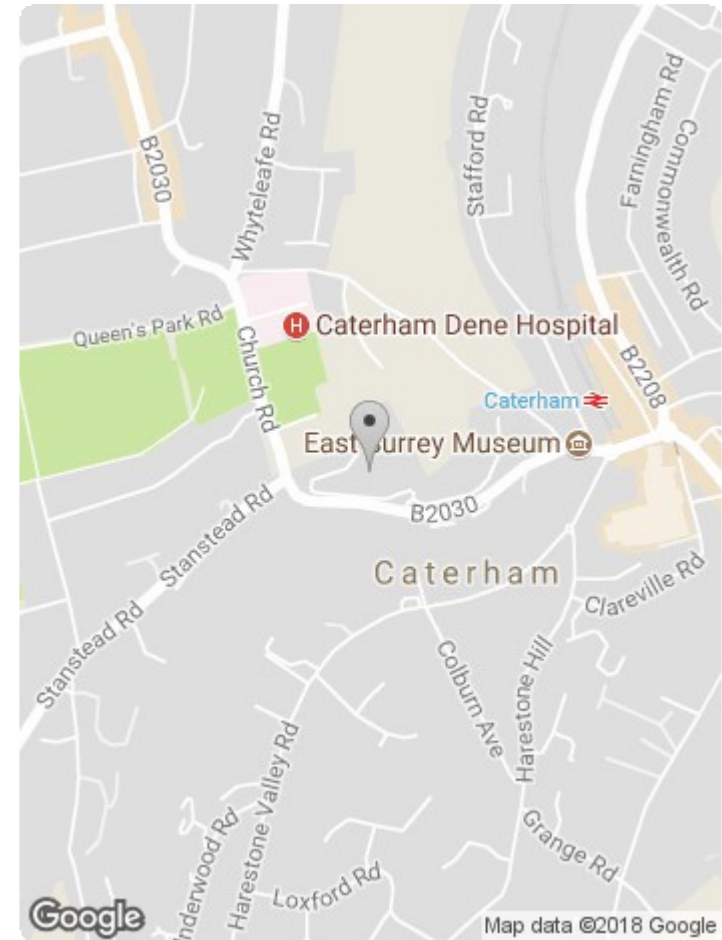 B2030
Whyteleafe Rd
Stafford Rd
Farningham Rd
Commonwealth Rd
Queen's Park Rd
H Caterham Dene Hospital
Church Rd
B2208
Caterham
East Surrey Museum
B2030
Stanstead Rd
Caterham
Clareville Rd
Stanstead Rd
Colburn Ave
Harestone Hill
Harestone Valley Rd
Underwood Rd
Loxford Rd
Grange Rd
Google
Map data ©2018 Google